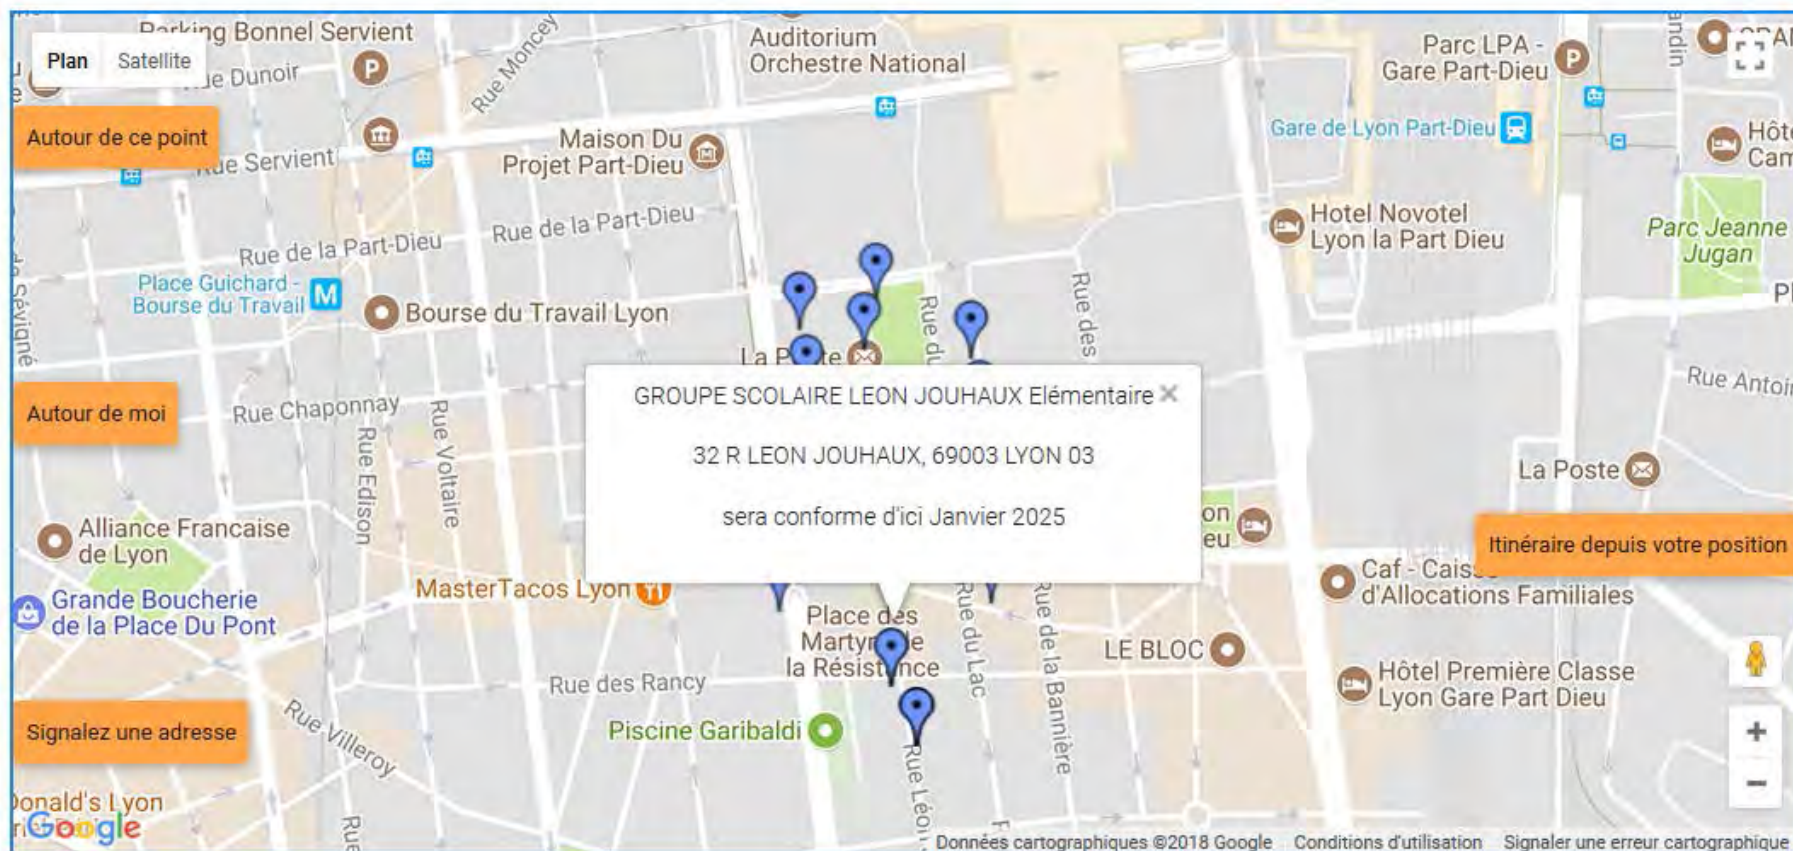 Parking Bonnel Servient
Plan
Satellite
Rue Dunoir
Rue Moncey
Auditorium
Orchestre National
Parc LPA -
Gare Part-Dieu
Autour de ce point
Rue Servient
Maison Du
Projet Part-Dieu
Gare de Lyon Part-Dieu
Rue de la Part-Dieu
Rue de la Part-Dieu
Hotel Novotel
Lyon la Part Dieu
Parc Jeanne
Jugan
Place Guichard -
Bourse du Travail
M
Bourse du Travail Lyon
Rue du
Rue des
La Poste
Autour de moi
Rue Chaponnay
Rue Voltaire
Rue Edison
GROUPE SCOLAIRE LEON JOUHAUX Elémentaire
32 R LEON JOUHAUX, 69003 LYON 03
sera conforme d'ici Janvier 2025
Rue Antoi
La Poste
Alliance Francaise
de Lyon
Itinéraire depuis votre position
MasterTacos Lyon
Caf - Caisse
d'Allocations Familiales
Grande Boucherie
de la Place Du Pont
Place des
Martyrs de
la Résistance
Rue du Lac
Rue de la Bannière
LE BLOC
Rue des Rancy
Hôtel Première Classe
Lyon Gare Part Dieu
Signalez une adresse
Rue Villeroy
Piscine Garibaldi
Rue Léon
onald's Lyon
Google
Rue
Données cartographiques ©2018 Google
Conditions d'utilisation
Signaler une erreur cartographique